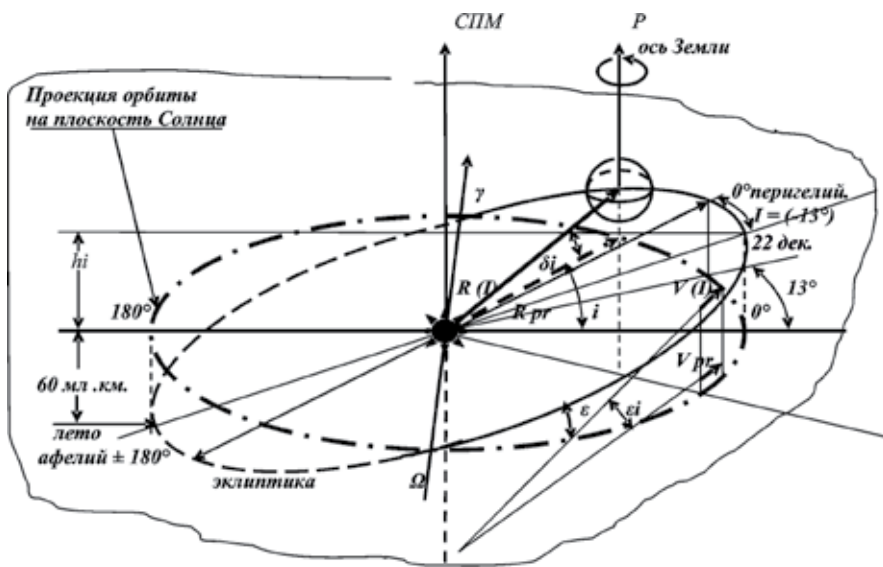 СПМ
P
ось Земли
Проекция орбиты
на плоскость Солнца
γ
0°перигелий.
I = (-13°)
22 дек.
hi
δi
R (I)
V (I)
13°
180°
R pr
i
0°
60 мл .км.
V pr
ε
εi
лето
афелий ± 180°
эклиптика
Ω